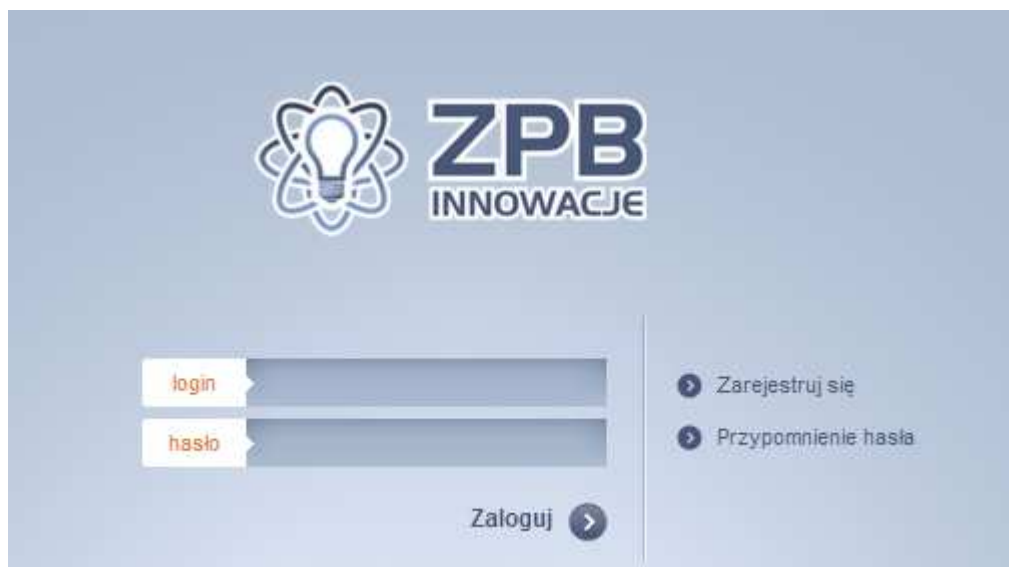 ZPB
INNOWACJE
login
hasło
Zaloguj
Zarejestruj się
Przypomnienie hasła